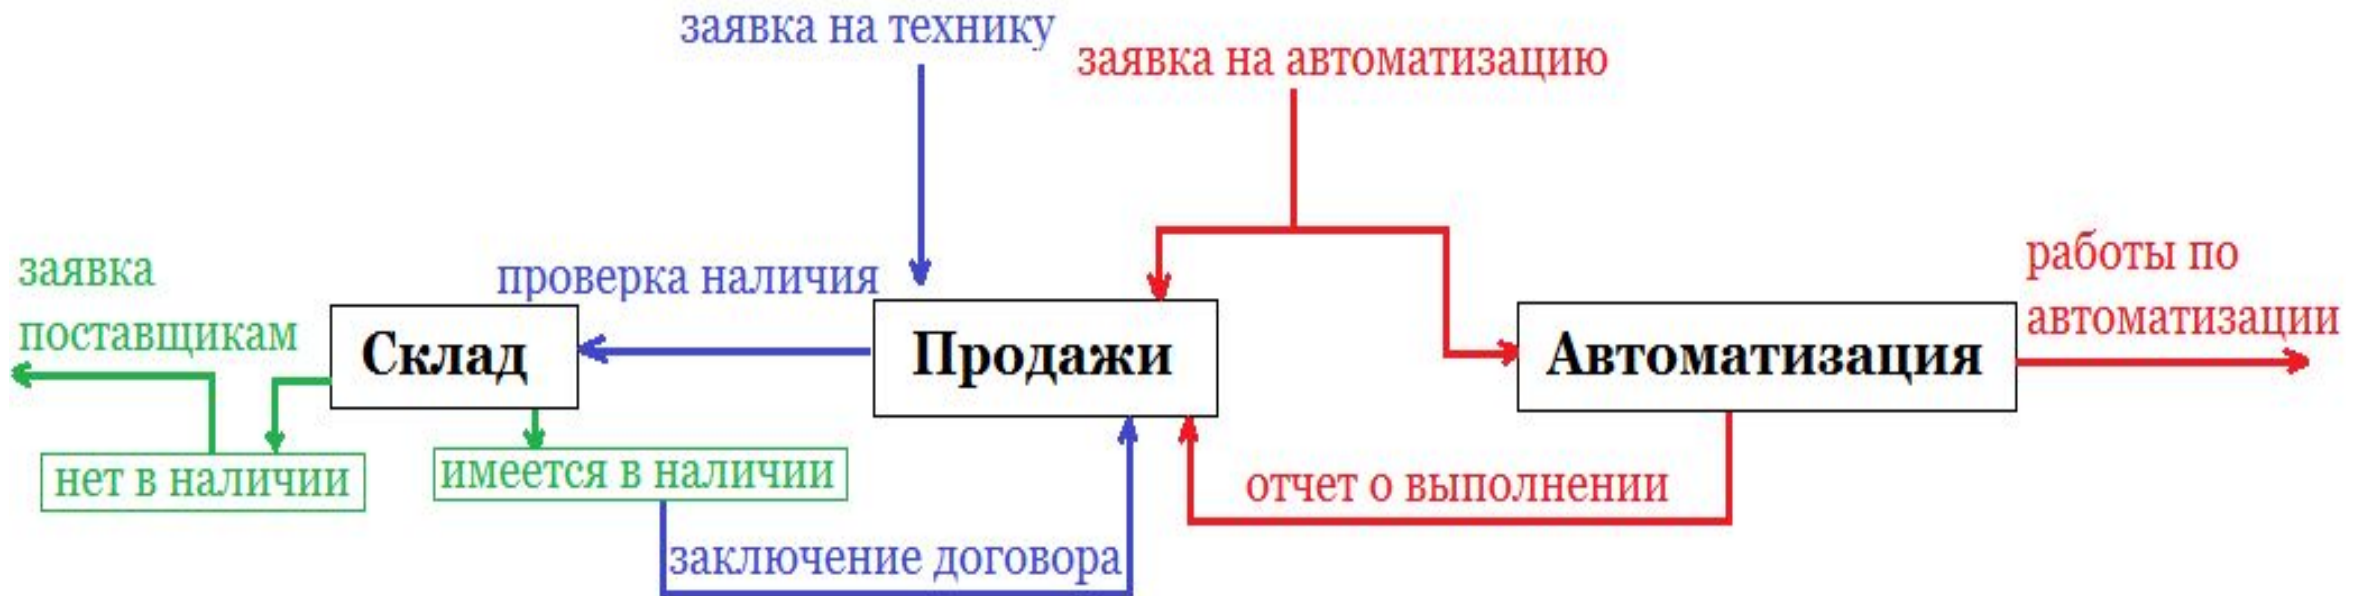 заявка на технику
заявка на автоматизацию
заявка
поставщикам
проверка наличия
работы по
автоматизации
Склад
Продажи
Автоматизация
нет в наличии
имеется в наличии
отчет о выполнении
заключение договора